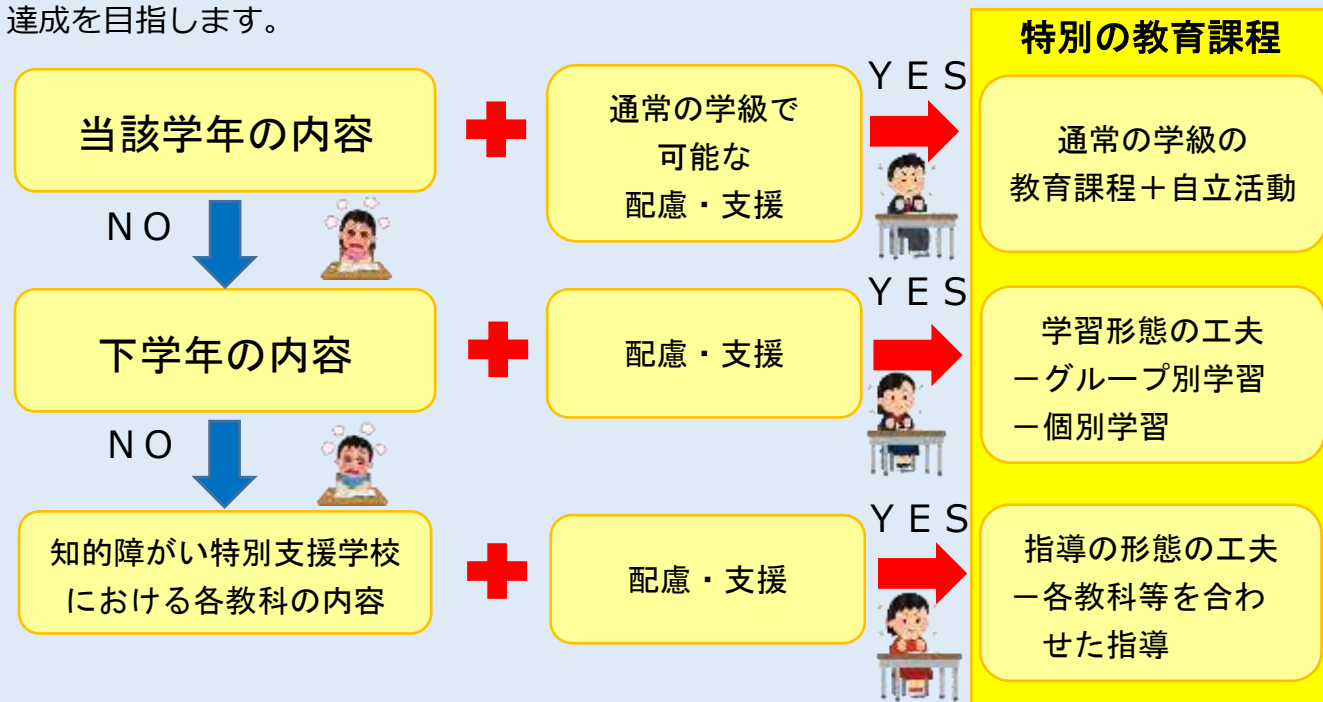 達成を目指します。
特別の教育課程
当該学年の内容
通常の学級で
可能な
配慮・支援
ＹＥＳ
通常の学級の
教育課程＋自立活動
ＮＯ
下学年の内容
配慮・支援
ＹＥＳ
学習形態の工夫
－グループ別学習
－個別学習
ＮＯ
知的障がい特別支援学校
における各教科の内容
配慮・支援
ＹＥＳ
指導の形態の工夫
－各教科等を合わ
せた指導